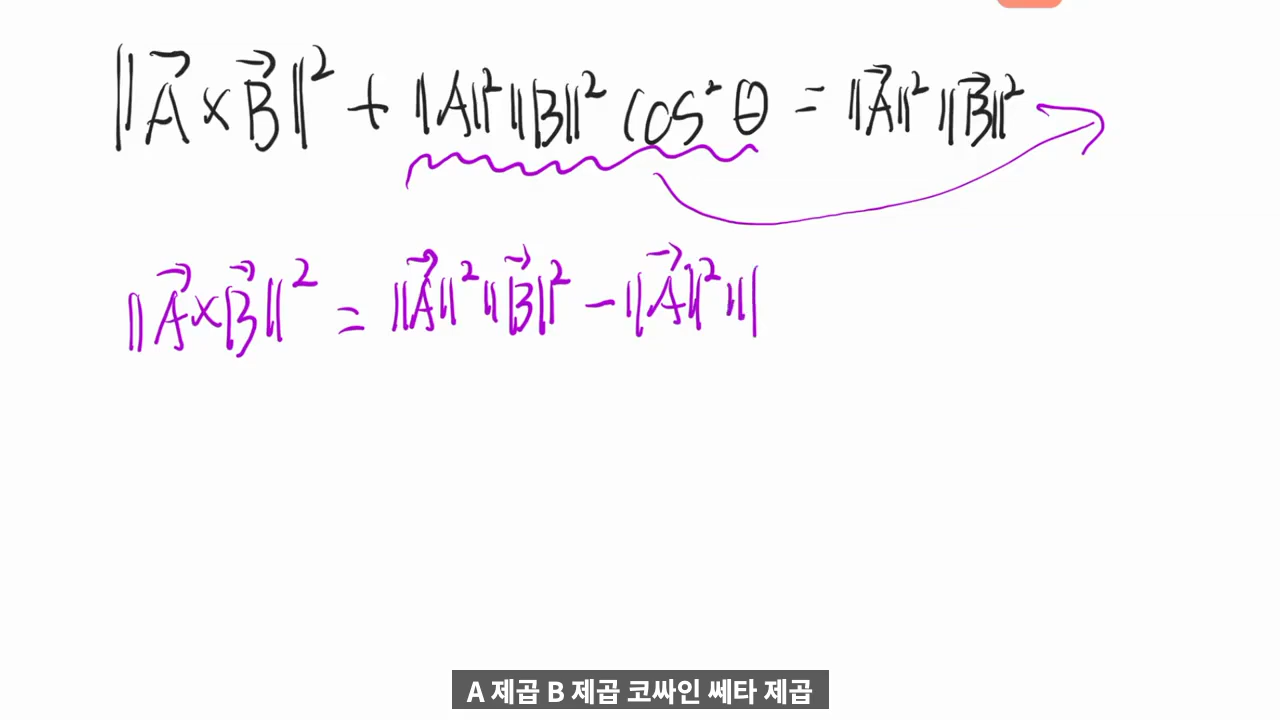 ‖A⃗×B⃗‖² + ‖A‖²‖B‖² cos²θ = ‖A⃗‖²‖B⃗‖²
‖A⃗×B⃗‖² = ‖A⃗‖²‖B⃗‖² − ‖A⃗‖²‖|
A 제곱 B 제곱 코싸인 쎄타 제곱